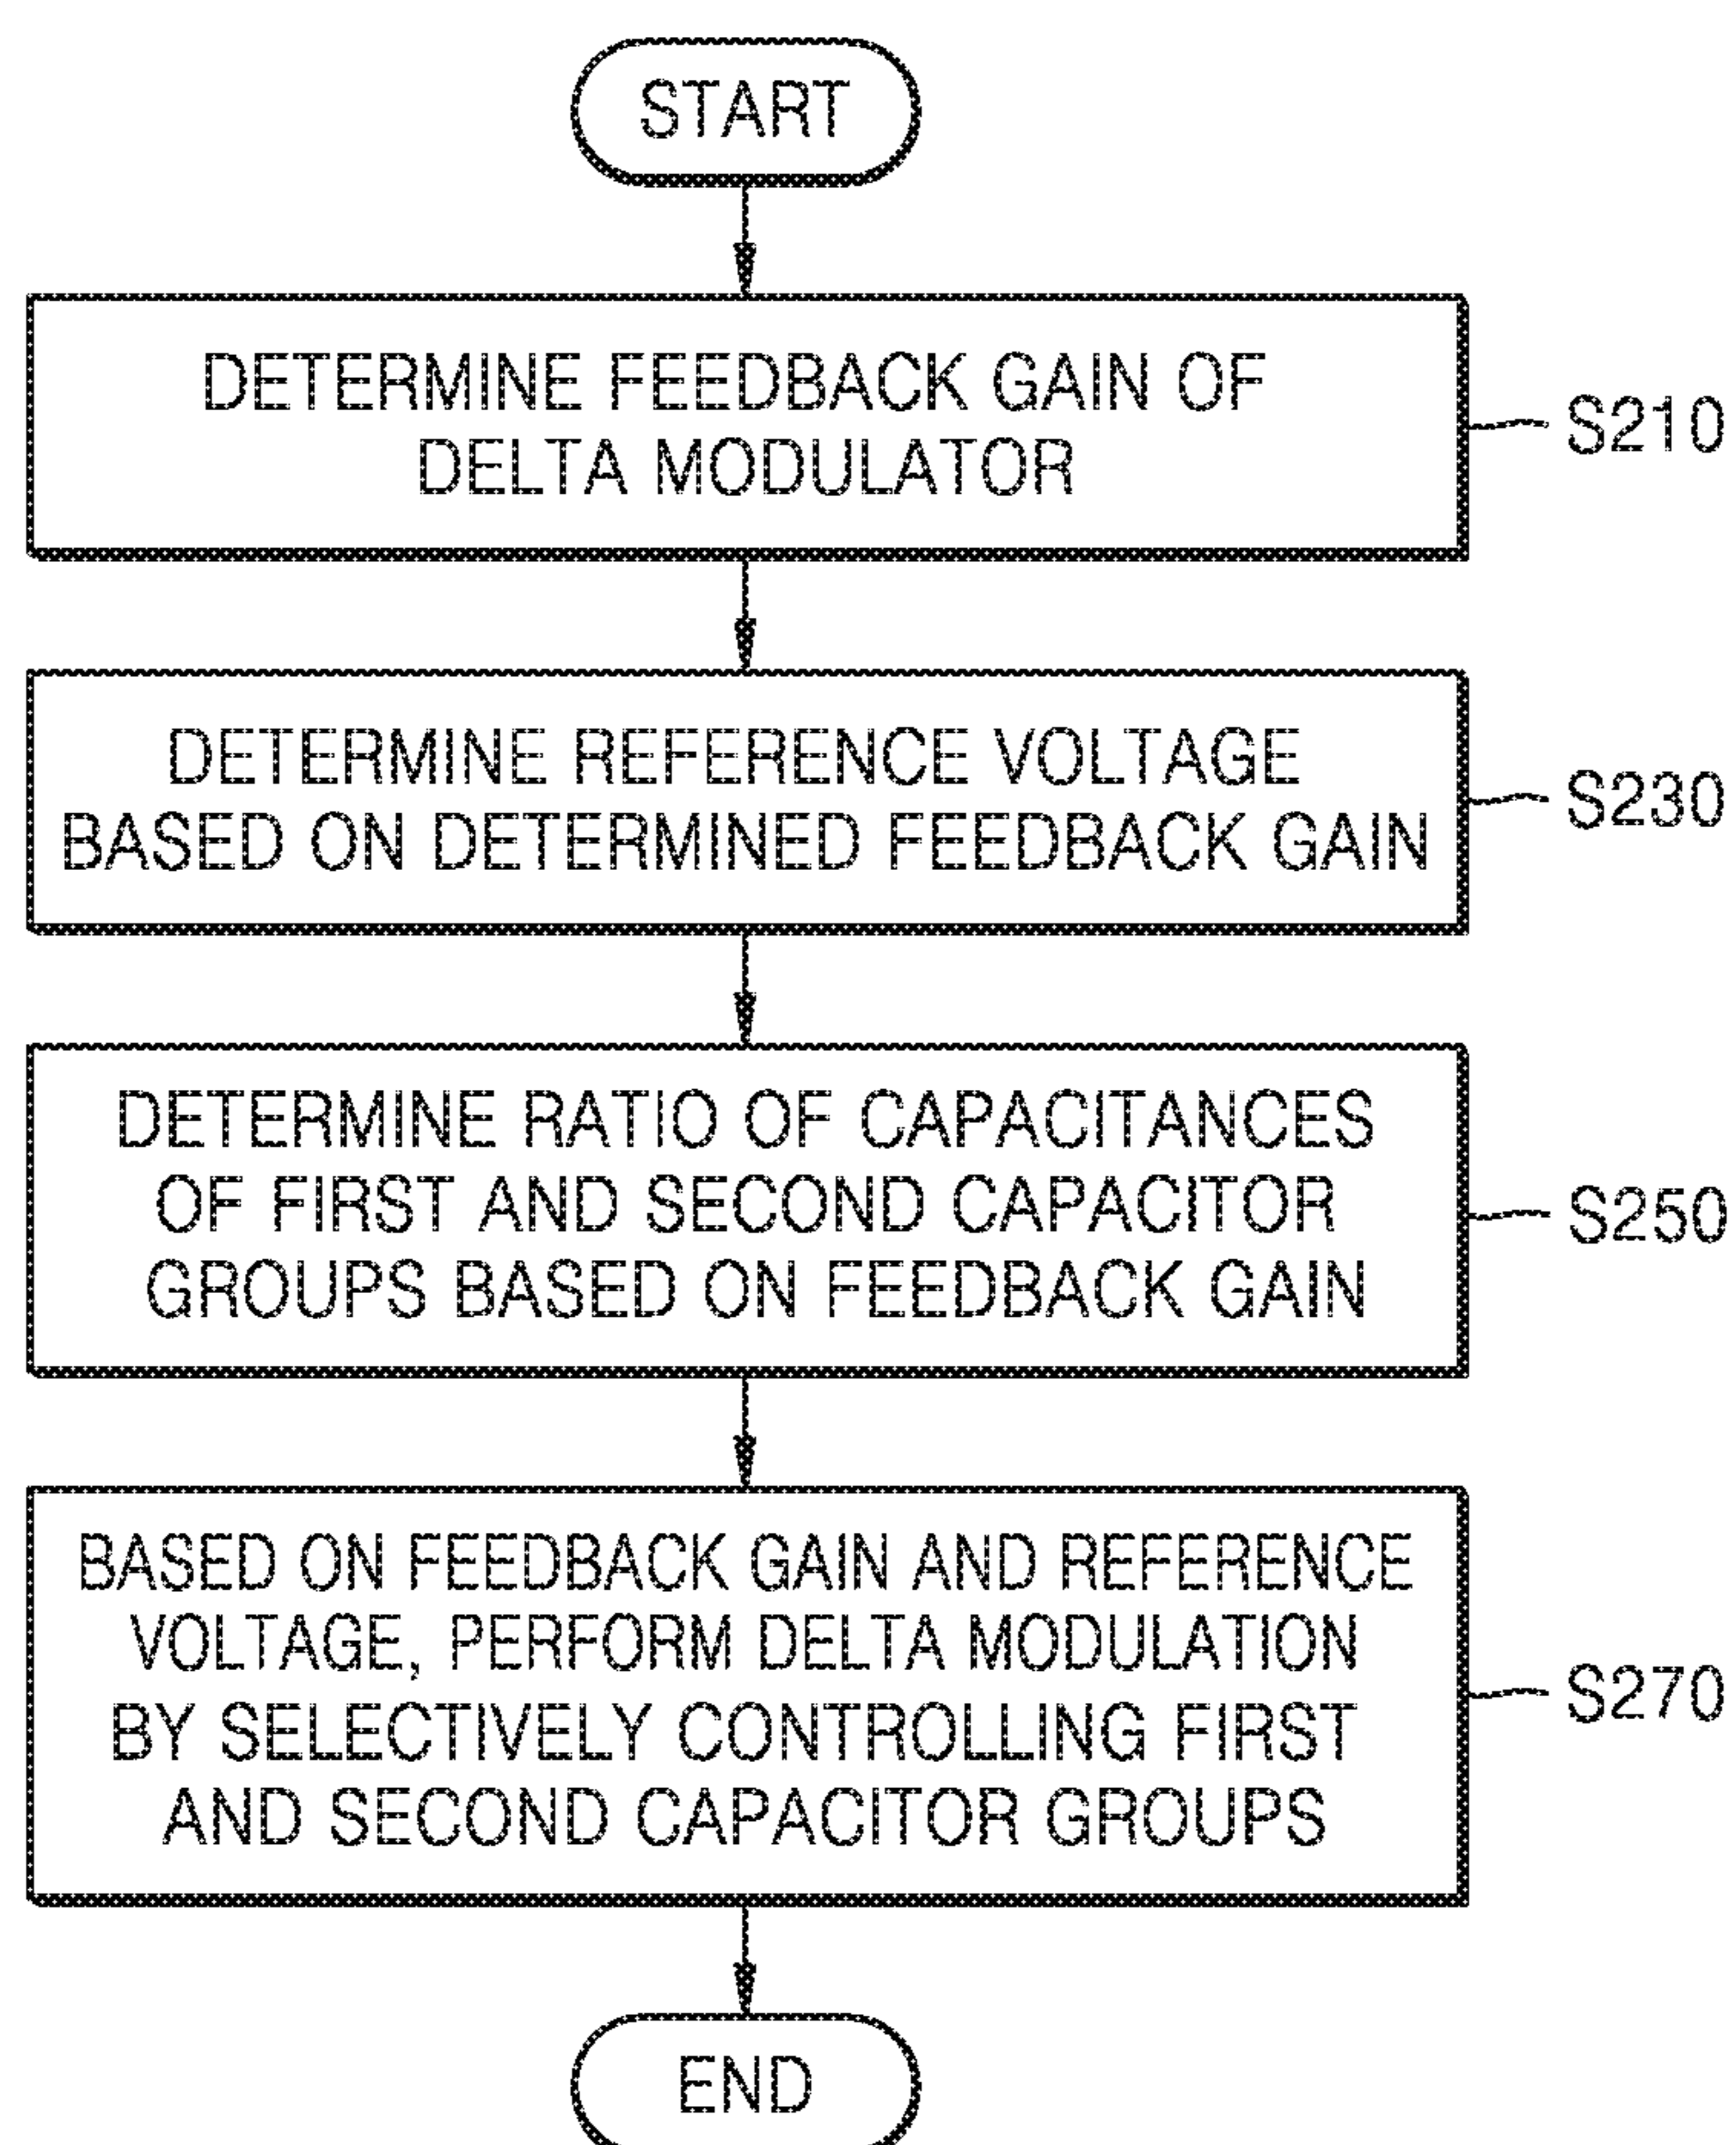 START
DETERMINE FEEDBACK GAIN OF
DELTA MODULATOR
S210
DETERMINE REFERENCE VOLTAGE
BASED ON DETERMINED FEEDBACK GAIN
S230
DETERMINE RATIO OF CAPACITANCES
OF FIRST AND SECOND CAPACITOR
GROUPS BASED ON FEEDBACK GAIN
S250
BASED ON FEEDBACK GAIN AND REFERENCE
VOLTAGE, PERFORM DELTA MODULATION
BY SELECTIVELY CONTROLLING FIRST
AND SECOND CAPACITOR GROUPS
S270
END